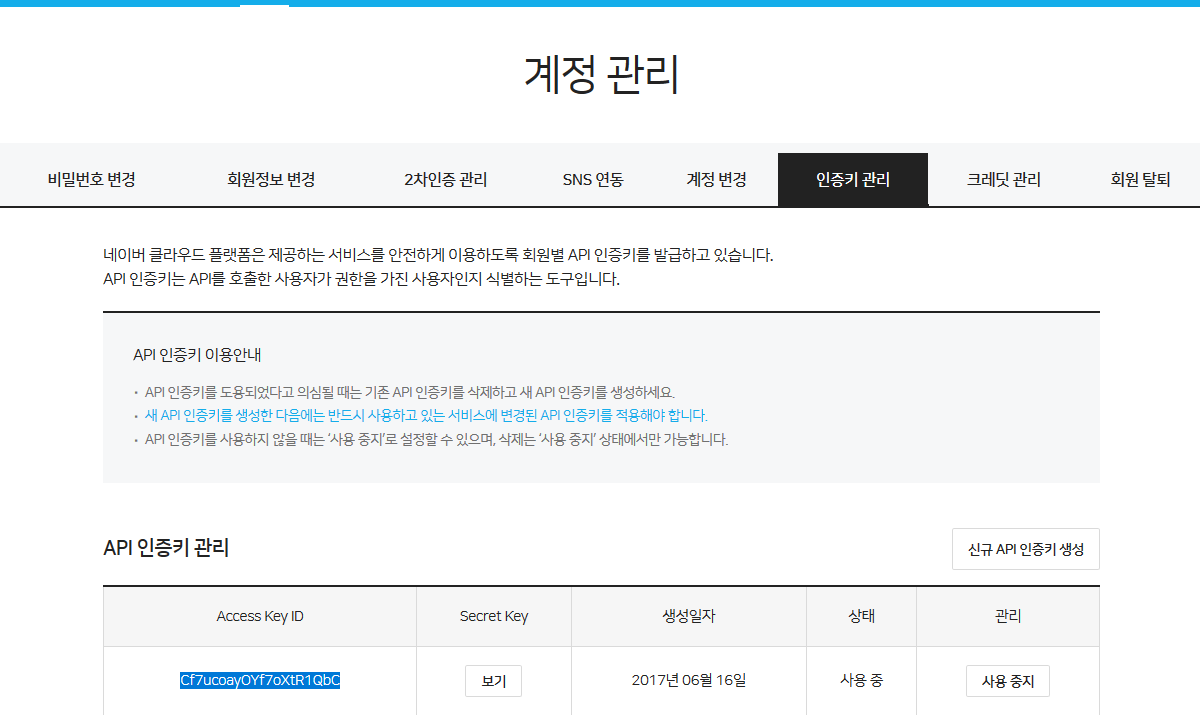 계정 관리
비밀번호 변경 회원정보 변경 2차인증 관리 SNS 연동 계정 변경 인증키 관리 크레딧 관리 회원 탈퇴
네이버 클라우드 플랫폼은 제공하는 서비스를 안전하게 이용하도록 회원별 API 인증키를 발급하고 있습니다.
API 인증키는 API를 호출한 사용자가 권한을 가진 사용자인지 식별하는 도구입니다.
API 인증키 이용안내
· API 인증키를 도용되었다고 의심될 때는 기존 API 인증키를 삭제하고 새 API 인증키를 생성하세요.
· 새 API 인증키를 생성한 다음에는 반드시 사용하고 있는 서비스에 변경된 API 인증키를 적용해야 합니다.
· API 인증키를 사용하지 않을 때는 ‘사용 중지’로 설정할 수 있으며, 삭제는 ‘사용 중지’ 상태에서만 가능합니다.
API 인증키 관리 신규 API 인증키 생성
Access Key ID Secret Key 생성일자 상태 관리
Cf7ucoayOYf7oXtR1QbC 보기 2017년 06월 16일 사용 중 사용 중지